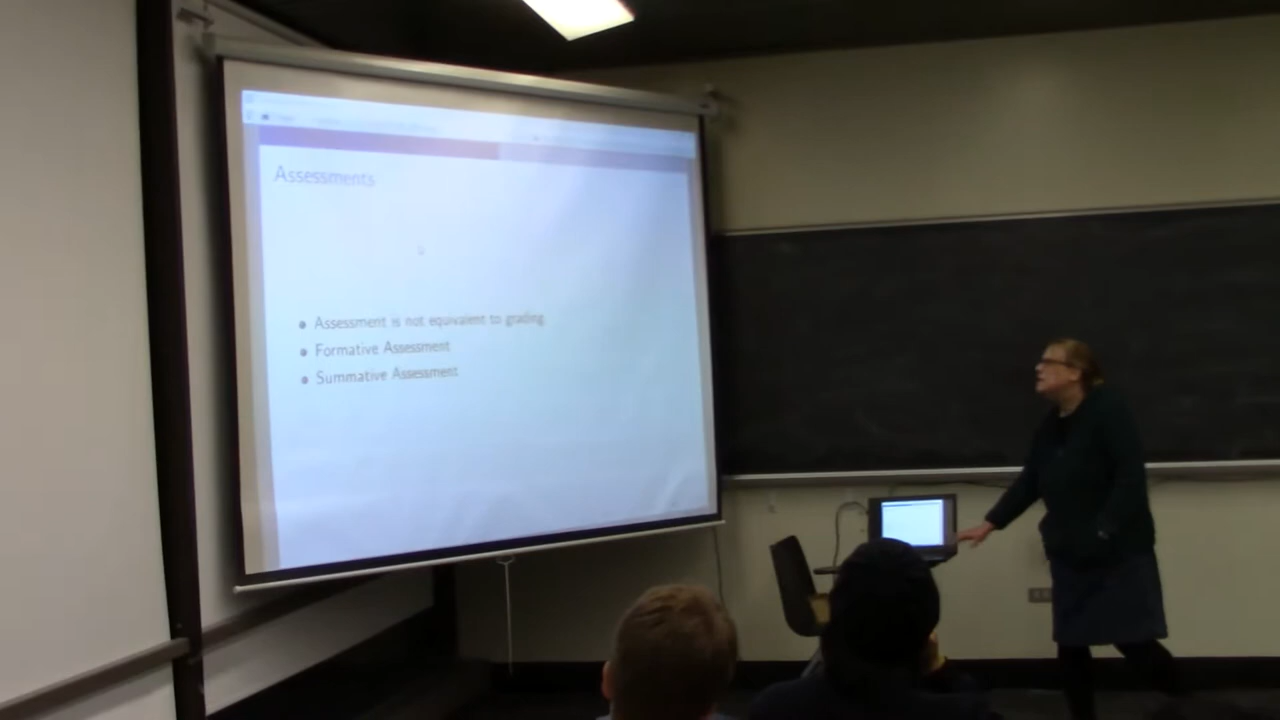 Assessments
Assessment is not equivalent to grading
Formative Assessment
Summative Assessment